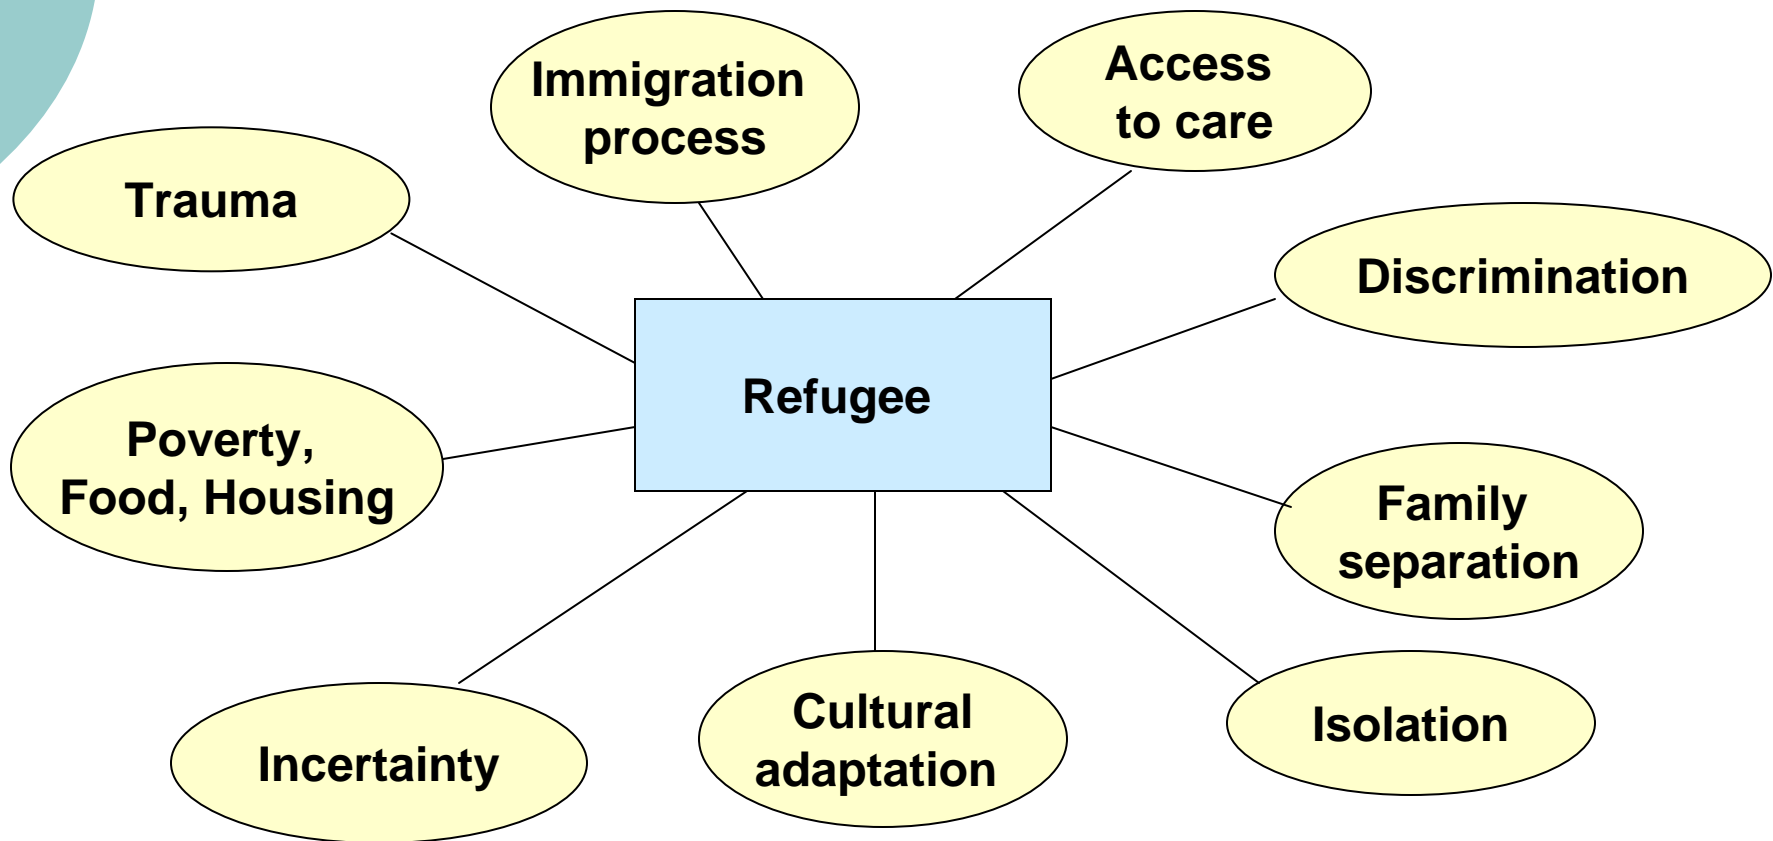 Immigration
process
Access
to care
Trauma
Discrimination
Refugee
Poverty,
Food, Housing
Family
separation
Incertainty
Cultural
adaptation
Isolation